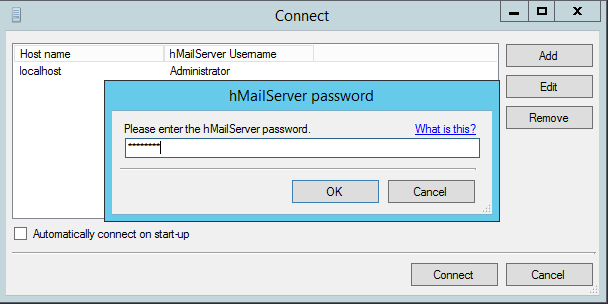 Connect
Host name hMailServer Username
localhost Administrator
Add
Edit
Remove
hMailServer password
Please enter the hMailServer password. What is this?
********
OK Cancel
Automatically connect on start-up
Connect Cancel